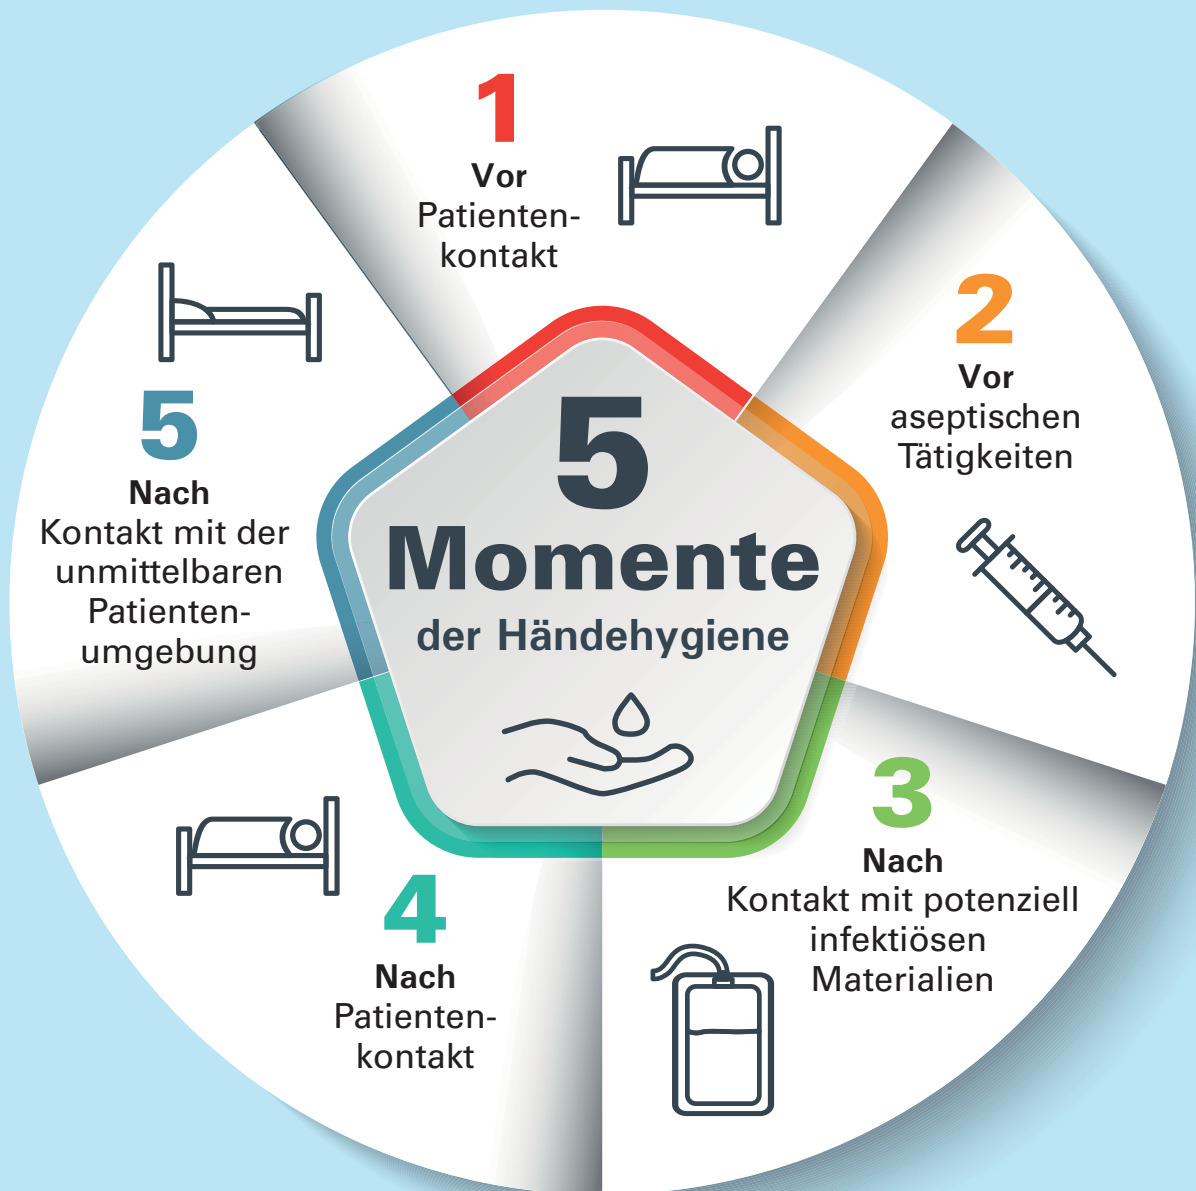 5
Momente
der Händehygiene
1
Vor
Patienten-
kontakt
2
Vor
aseptischen
Tätigkeiten
3
Nach
Kontakt mit potenziell
infektiösen
Materialien
4
Nach
Patienten-
kontakt
5
Nach
Kontakt mit der
unmittelbaren
Patienten-
umgebung